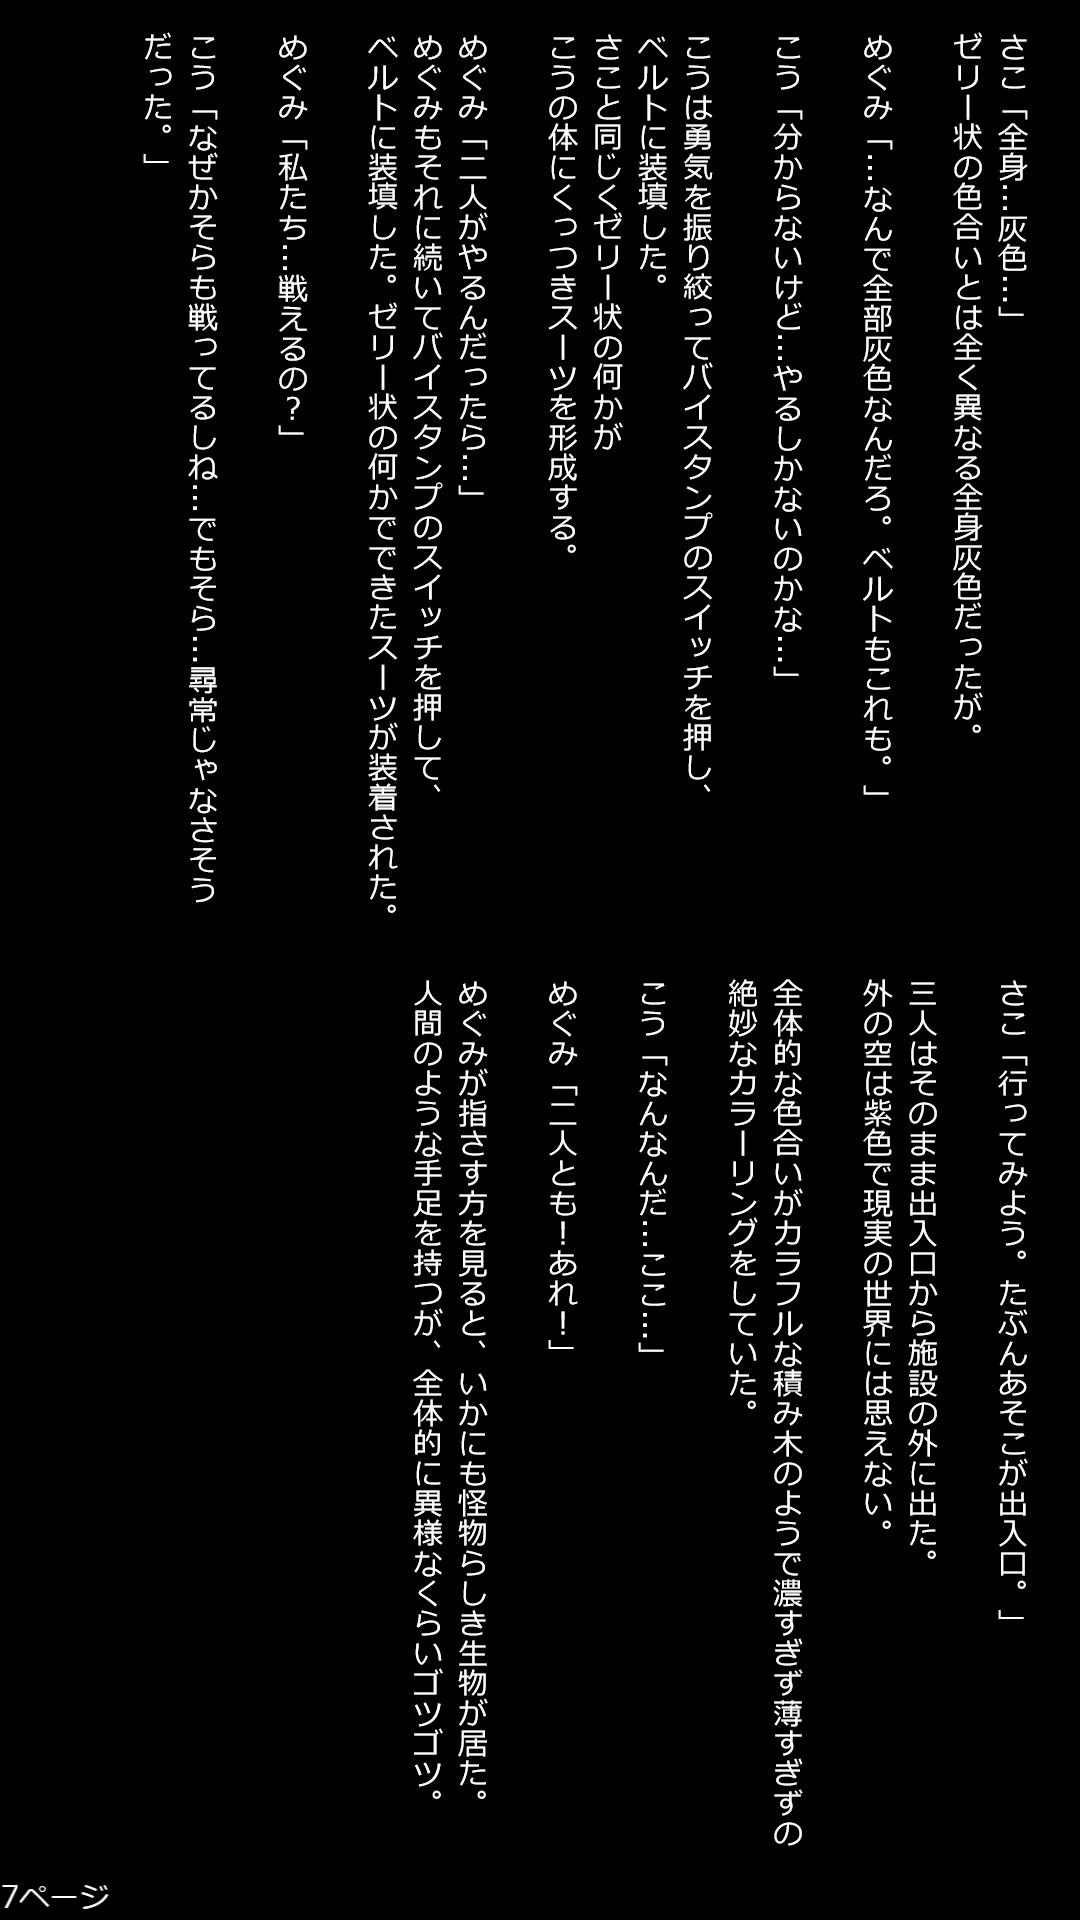 さこ「全身…灰色…」
ゼリー状の色合いとは全く異なる全身灰色だったが。
めぐみ「…なんで全部灰色なんだろ。ベルトもこれも。」
こう「分からないけど…やるしかないのかな…」
こうは勇気を振り絞ってバイスタンプのスイッチを押し、
ベルトに装填した。
さこと同じくゼリー状の何かが
こうの体にくっつきスーツを形成する。
めぐみ「二人がやるんだったら…」
めぐみもそれに続いてバイスタンプのスイッチを押して、
ベルトに装填した。ゼリー状の何かでできたスーツが装着された。
めぐみ「私たち…戦えるの？」
こう「なぜかそらも戦ってるしね…でもそら…尋常じゃなさそう
だった。」
さこ「行ってみよう。たぶんあそこが出入口。」
三人はそのまま出入口から施設の外に出た。
外の空は紫色で現実の世界には思えない。
全体的な色合いがカラフルな積み木のようで濃すぎず薄すぎずの
絶妙なカラーリングをしていた。
こう「なんなんだ…ここ…」
めぐみ「二人とも！あれ！」
めぐみが指さす方を見ると、いかにも怪物らしき生物が居た。
人間のような手足を持つが、全体的に異様なくらいゴツゴツ。
7ページ